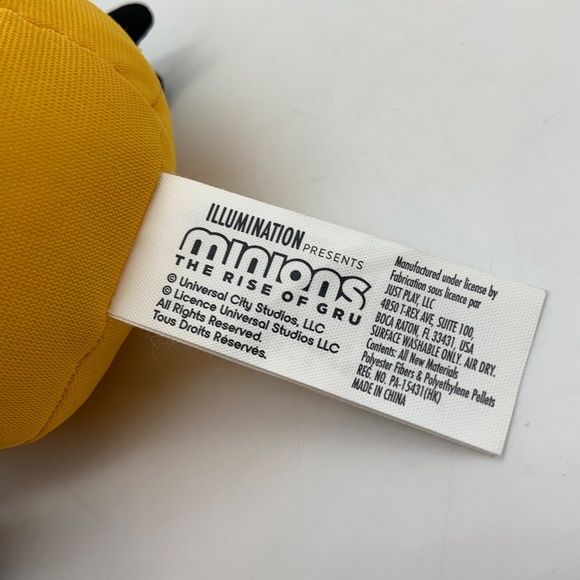 ILLUMINATION PRESENTS
minions
THE RISE OF GRU
© Universal City Studios, LLC
© Licence Universal Studios LLC
All Rights Reserved.
Tous Droits Réservés.
Manufactured under license by
Fabrication sous licence par
JUST PLAY, LLC
4850 T-REX AVE. SUITE 100,
BOCA RATON, FL 33431, USA
SURFACE WASHABLE ONLY. AIR DRY.
Contents: All New Materials
Polyester Fibers & Polyethylene Pellets
REG. NO. PA-15431(HK)
MADE IN CHINA